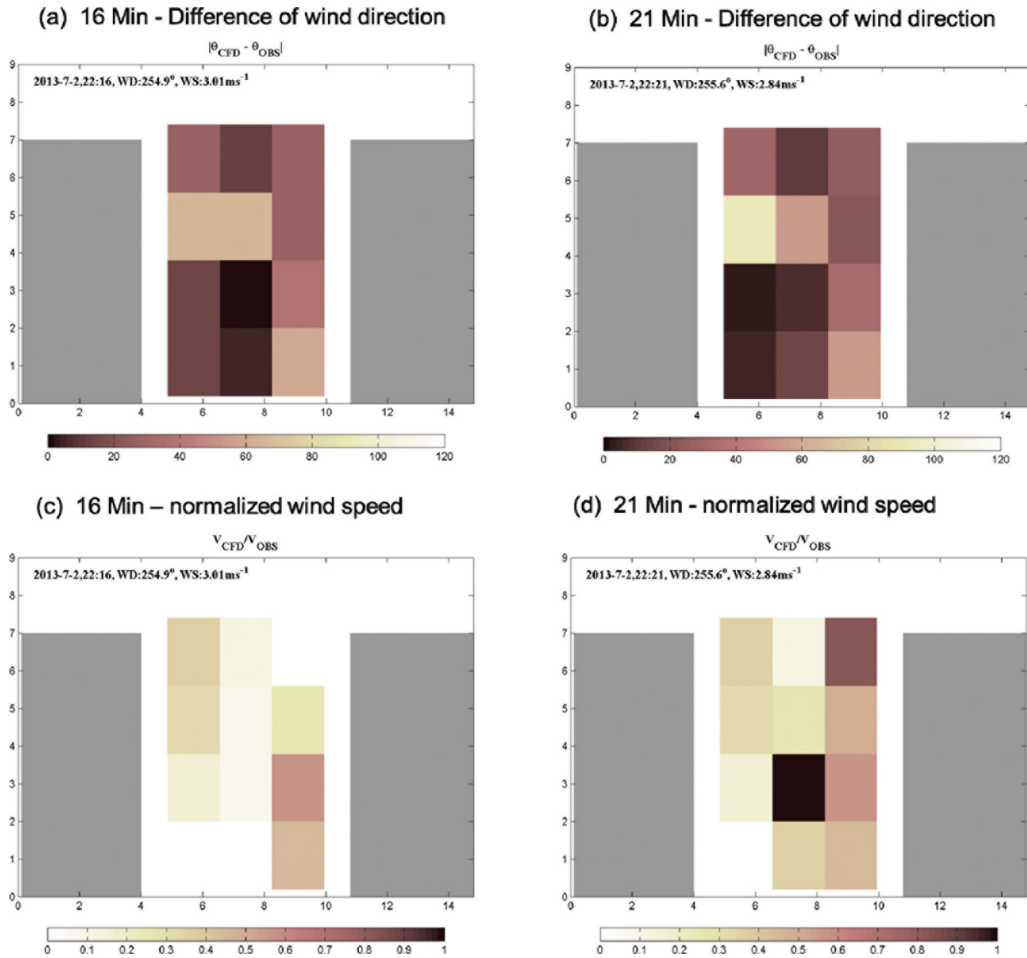 (a) 16 Min - Difference of wind direction
|θCFD - θOBS|
2013-7-2,22:16, WD:254.9°, WS:3.01ms⁻¹
9
8
7
6
5
4
3
2
1
0
0 2 4 6 8 10 12 14
0 20 40 60 80 100 120
(b) 21 Min - Difference of wind direction
|θCFD - θOBS|
2013-7-2,22:21, WD:255.6°, WS:2.84ms⁻¹
9
8
7
6
5
4
3
2
1
0
0 2 4 6 8 10 12 14
0 20 40 60 80 100 120
(c) 16 Min – normalized wind speed
VCFD/VOBS
2013-7-2,22:16, WD:254.9°, WS:3.01ms⁻¹
9
8
7
6
5
4
3
2
1
0
0 2 4 6 8 10 12 14
0 0.1 0.2 0.3 0.4 0.5 0.6 0.7 0.8 0.9 1
(d) 21 Min - normalized wind speed
VCFD/VOBS
2013-7-2,22:21, WD:255.6°, WS:2.84ms⁻¹
9
8
7
6
5
4
3
2
1
0
0 2 4 6 8 10 12 14
0 0.1 0.2 0.3 0.4 0.5 0.6 0.7 0.8 0.9 1